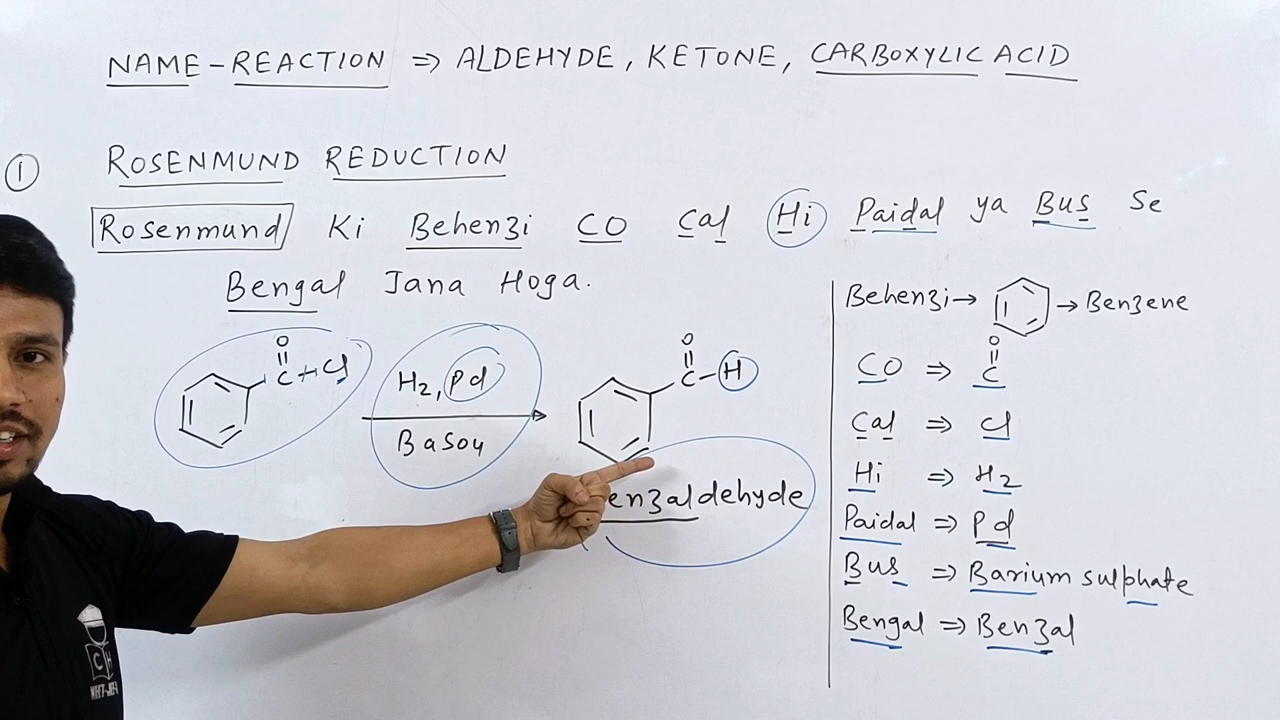 NAME-REACTION ⇒ ALDEHYDE, KETONE, CARBOXYLIC ACID
① ROSENMUND REDUCTION
Rosenmund Ki Behenzi CO Cal Hi Paidal ya Bus Se
Bengal Jana Hoga.
O
C Cl
H2, Pd
BaSO4
O
C-H
enzaldehyde
Behenzi → → Benzene
O
CO ⇒ C
Cal ⇒ Cl
Hi ⇒ H2
Paidal ⇒ Pd
Bus ⇒ Barium sulphate
Bengal ⇒ Benzal
C H
NEET-JEE